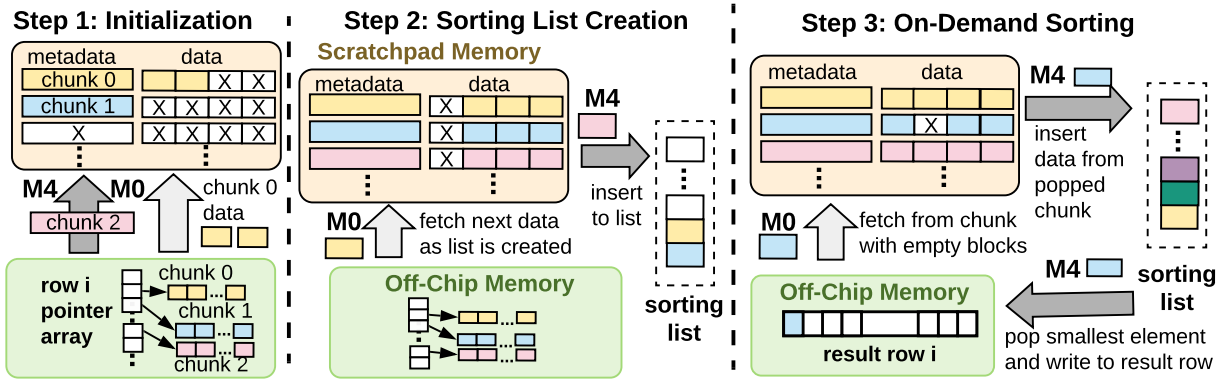 Step 1: Initialization
metadata data
chunk 0 X X
chunk 1 X X X X
X X X X X
M4 M0 chunk 0
data
chunk 2
row i
pointer
array
chunk 0
...
chunk 1
...
...
chunk 2
Step 2: Sorting List Creation
Scratchpad Memory
metadata data
X
X
X
M4
insert
to list
M0
fetch next data
as list is created
Off-Chip Memory
...
...
...
sorting
list
Step 3: On-Demand Sorting
metadata data
X
M4
insert
data from
popped
chunk
M0
fetch from chunk
with empty blocks
M4
sorting
list
Off-Chip Memory
result row i
pop smallest element
and write to result row